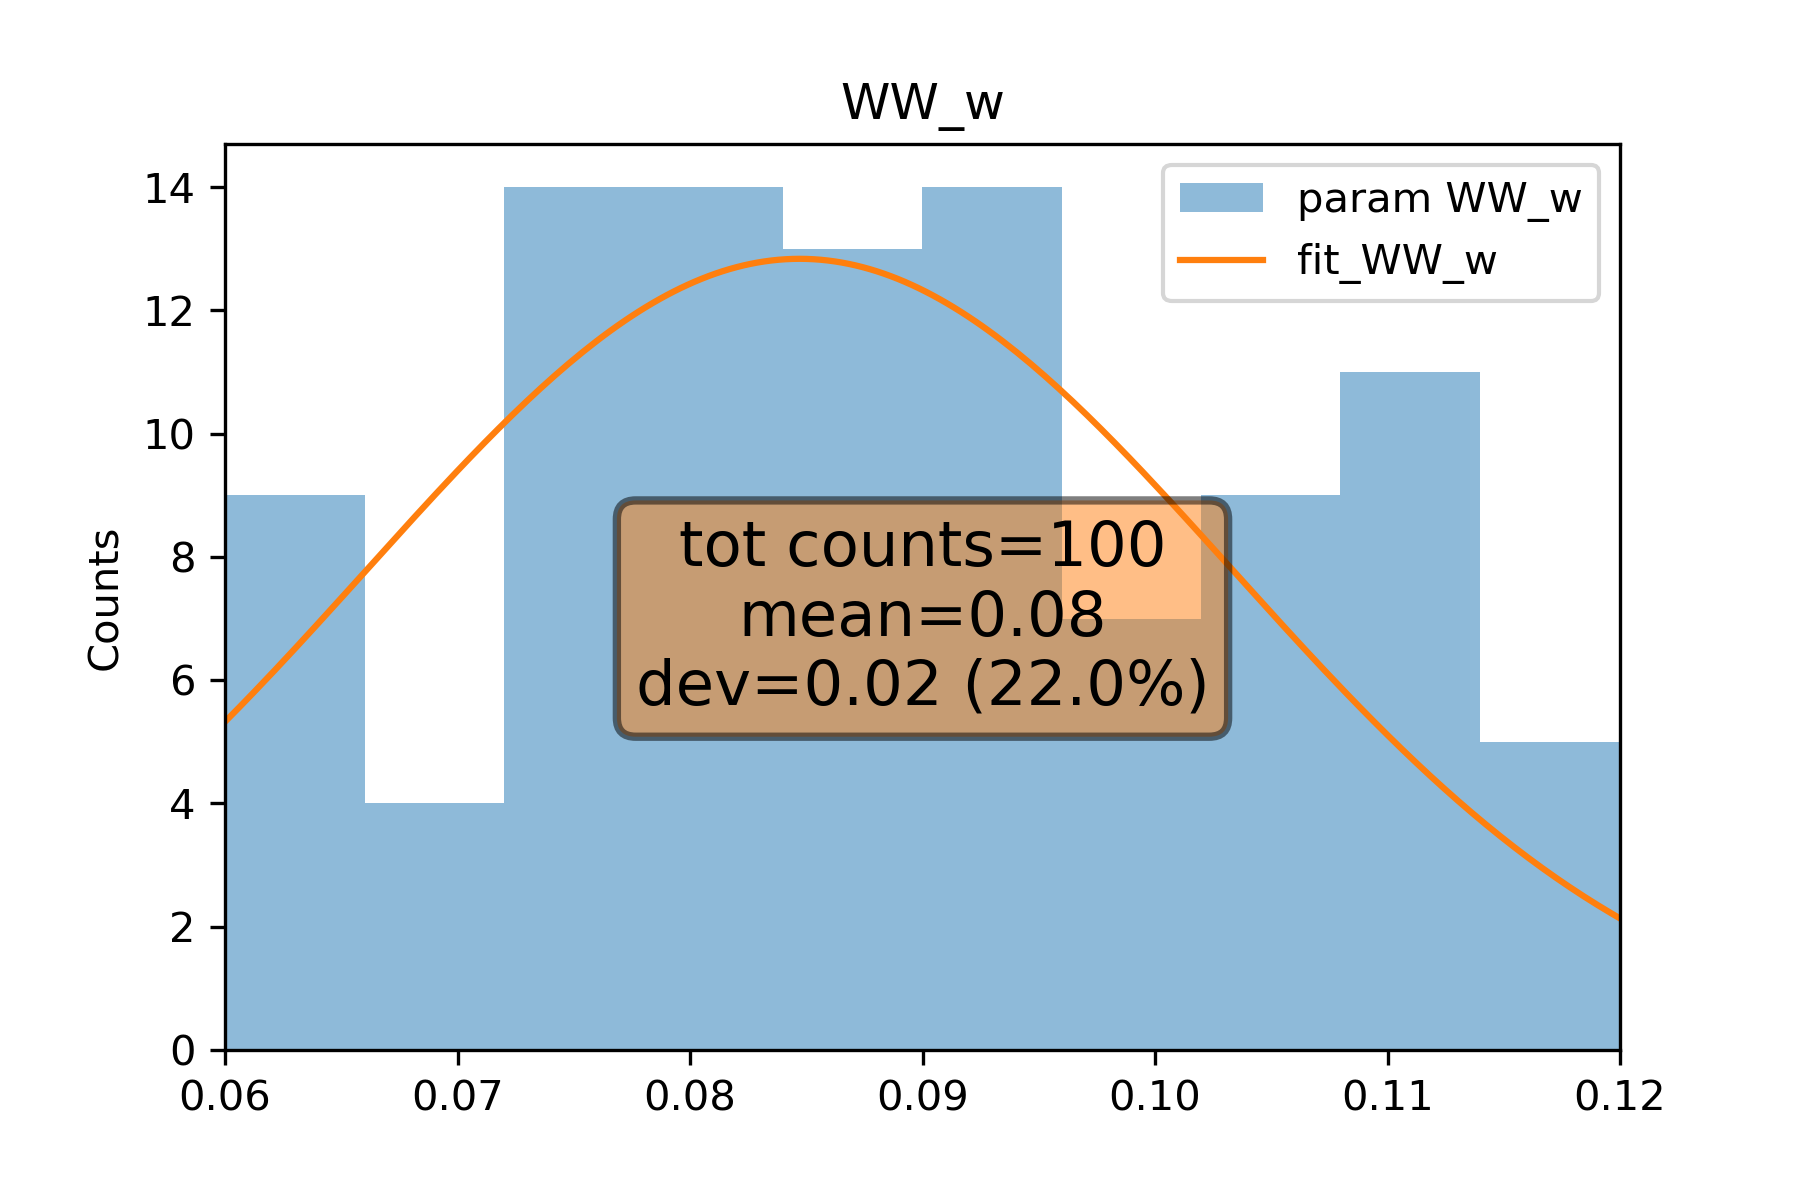 WW_w
param WW_w
fit_WW_w
Counts
14
12
10
8
6
4
2
0
tot counts=100
mean=0.08
dev=0.02 (22.0%)
0.06 0.07 0.08 0.09 0.10 0.11 0.12